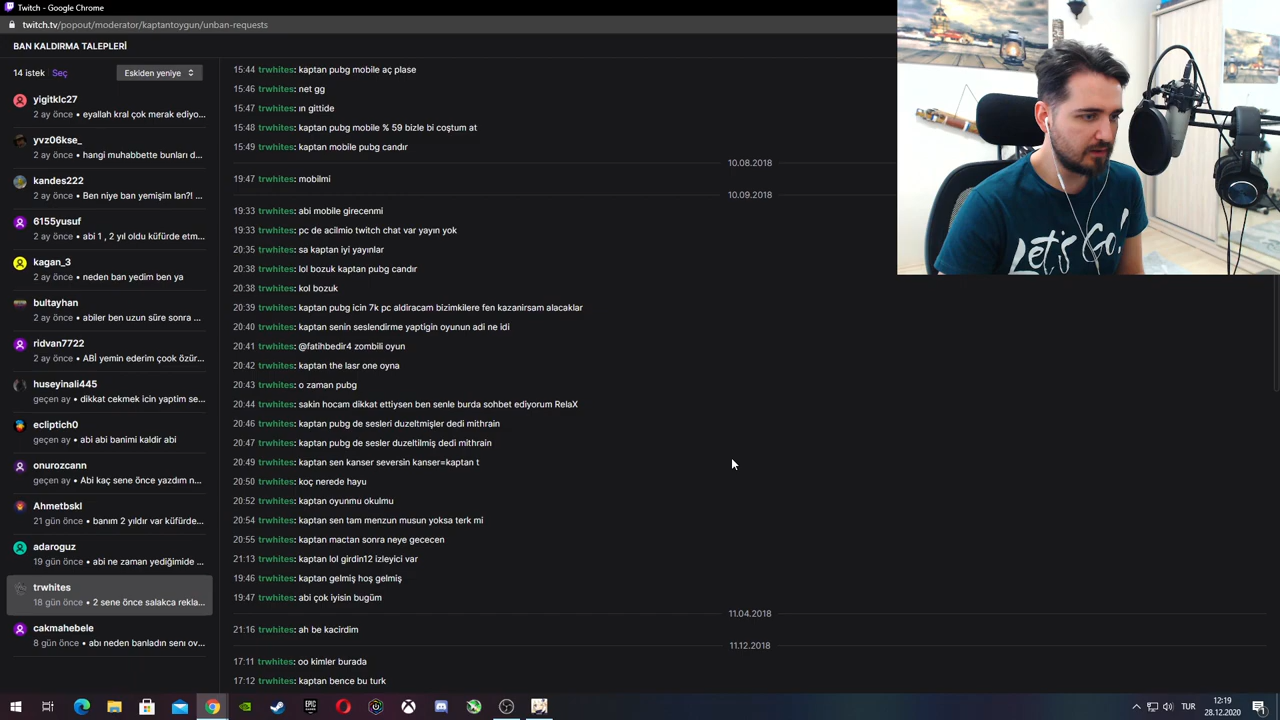 Twitch - Google Chrome
twitch.tv/popout/moderator/kaptantoygun/unban-requests
BAN KALDIRMA TALEPLERİ
14 istek Seç Eskiden yeniye
yigitklc27
2 ay önce • eyallah kral çok merak ediyo...
yvz06kse_
2 ay önce • hangi muhabbette bunları d...
kandes222
2 ay önce • Ben niye ban yemişim lan?! ...
6155yusuf
2 ay önce • abi 1 , 2 yıl oldu küfürde etm...
kagan_3
2 ay önce • neden ban yedim ben ya
bultayhan
2 ay önce • abiler ben uzun süre sonra ...
ridvan7722
2 ay önce • ABİ yemin ederim çook özür...
huseyinali445
geçen ay • dikkat cekmek icin yaptim se...
ecliptich0
geçen ay • abi abi banimi kaldir abi
onurozcann
geçen ay • Abi kaç sene önce yazdım n...
Ahmetbskl
21 gün önce • banım 2 yıldır var küfürde...
adaroguz
19 gün önce • abi ne zaman yediğimide ...
trwhites
18 gün önce • 2 sene önce salakca rekla...
cakmahebele
8 gün önce • abı neden banladın senı ov...
15:44 trwhites: kaptan pubg mobile aç plase
15:46 trwhites: net gg
15:47 trwhites: ın gittide
15:48 trwhites: kaptan pubg mobile % 59 bizle bi coştum at
15:49 trwhites: kaptan mobile pubg candır
10.08.2018
19:47 trwhites: mobilmi
10.09.2018
19:33 trwhites: abi mobile girecenmi
19:33 trwhites: pc de acilmio twitch chat var yayın yok
20:35 trwhites: sa kaptan iyi yayınlar
20:38 trwhites: lol bozuk kaptan pubg candır
20:38 trwhites: kol bozuk
20:39 trwhites: kaptan pubg icin 7k pc aldiracam bizimkilere fen kazanirsam alacaklar
20:40 trwhites: kaptan senin seslendirme yaptigin oyunun adi ne idi
20:41 trwhites: @fatihbedir4 zombili oyun
20:42 trwhites: kaptan the lasr one oyna
20:43 trwhites: o zaman pubg
20:44 trwhites: sakin hocam dikkat ettiysen ben senle burda sohbet ediyorum RelaX
20:46 trwhites: kaptan pubg de sesleri duzeltmişler dedi mithrain
20:47 trwhites: kaptan pubg de sesler duzeltilmiş dedi mithrain
20:49 trwhites: kaptan sen kanser seversin kanser=kaptan t
20:50 trwhites: koç nerede hayu
20:52 trwhites: kaptan oyunmu okulmu
20:54 trwhites: kaptan sen tam menzun musun yoksa terk mi
20:55 trwhites: kaptan mactan sonra neye gececen
21:13 trwhites: kaptan lol girdin12 izleyici var
19:46 trwhites: kaptan gelmiş hoş gelmiş
19:47 trwhites: abi çok iyisin bugüm
11.04.2018
21:16 trwhites: ah be kacirdim
11.12.2018
17:11 trwhites: oo kimler burada
17:12 trwhites: kaptan bence bu turk
LET'S GO!
EPIC
TUR
12:19
28.12.2020
1